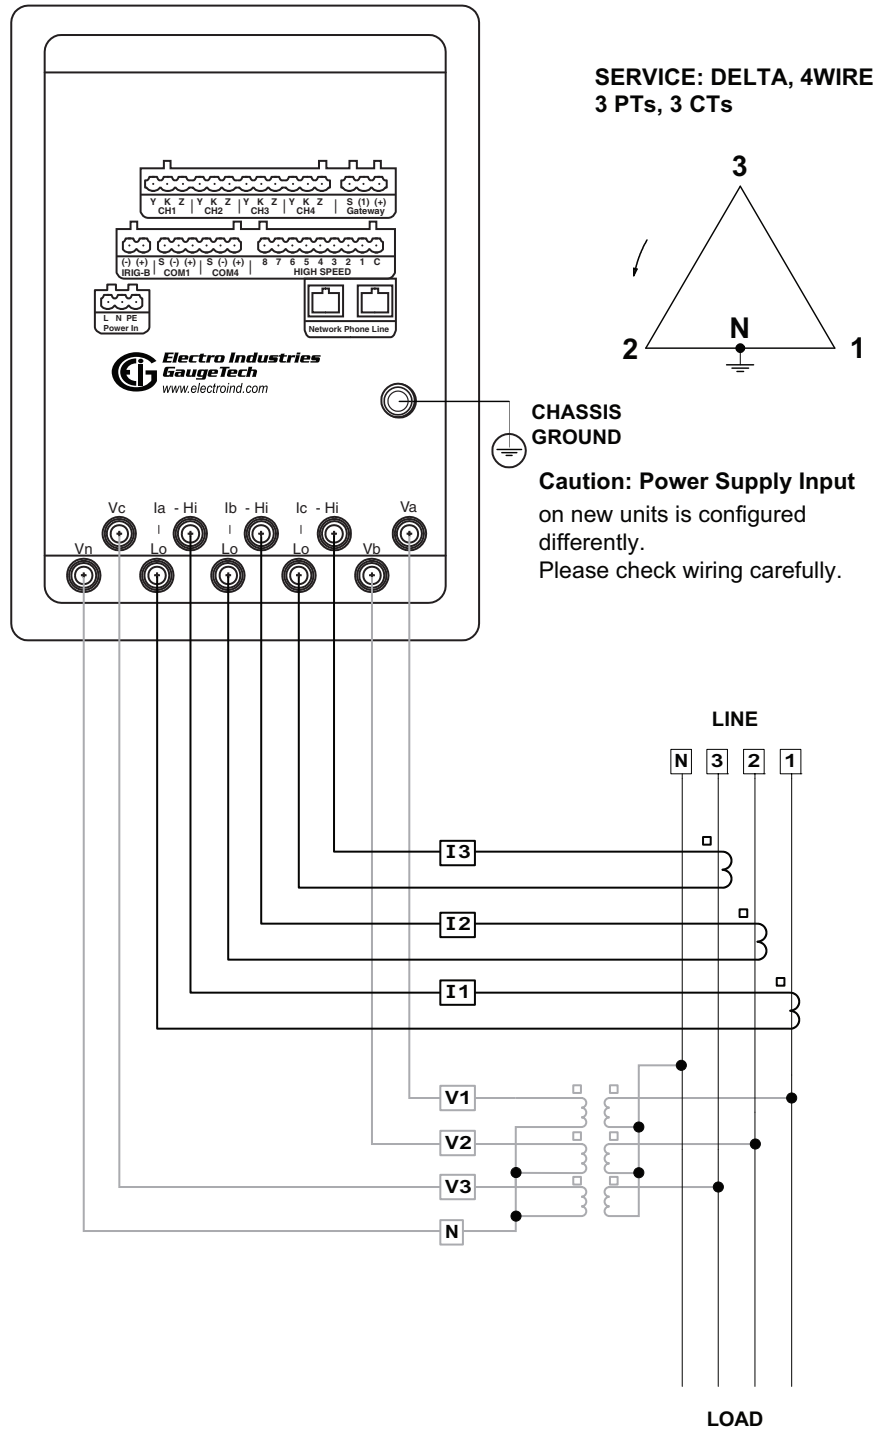 SERVICE: DELTA, 4WIRE
3 PTs, 3 CTs
3
2
N
1
Y K Z | Y K Z | Y K Z | Y K Z | S (1) (+)
CH1 CH2 CH3 CH4 Gateway
(-) (+) | S (-) (+) | S (-) (+) | 8 7 6 5 4 3 2 1 C
IRIG-B COM1 COM4 HIGH SPEED
L N PE
Power In
Network Phone Line
EIG
Electro Industries
GaugeTech
www.electroind.com
CHASSIS
GROUND
Caution: Power Supply Input
on new units is configured
differently.
Please check wiring carefully.
Vc Ia - Hi Ib - Hi Ic - Hi Va
Vn Lo Lo Lo Vb
LINE
N 3 2 1
I3
I2
I1
V1
V2
V3
N
LOAD